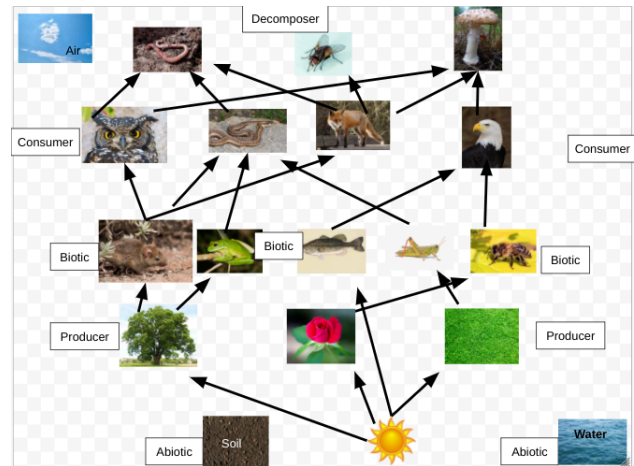 Decomposer
Air
Consumer
Consumer
Biotic
Biotic
Biotic
Producer
Producer
Soil
Water
Abiotic
Abiotic